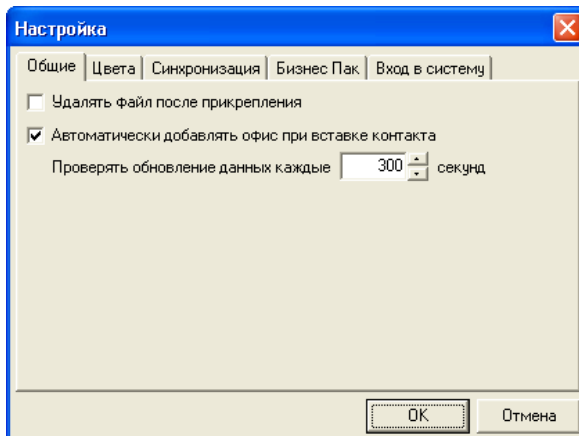 Настройка
Общие Цвета Синхронизация Бизнес Пак Вход в систему
Удалять файл после прикрепления
Автоматически добавлять офис при вставке контакта
Проверять обновление данных каждые 300 секунд
OK Отмена